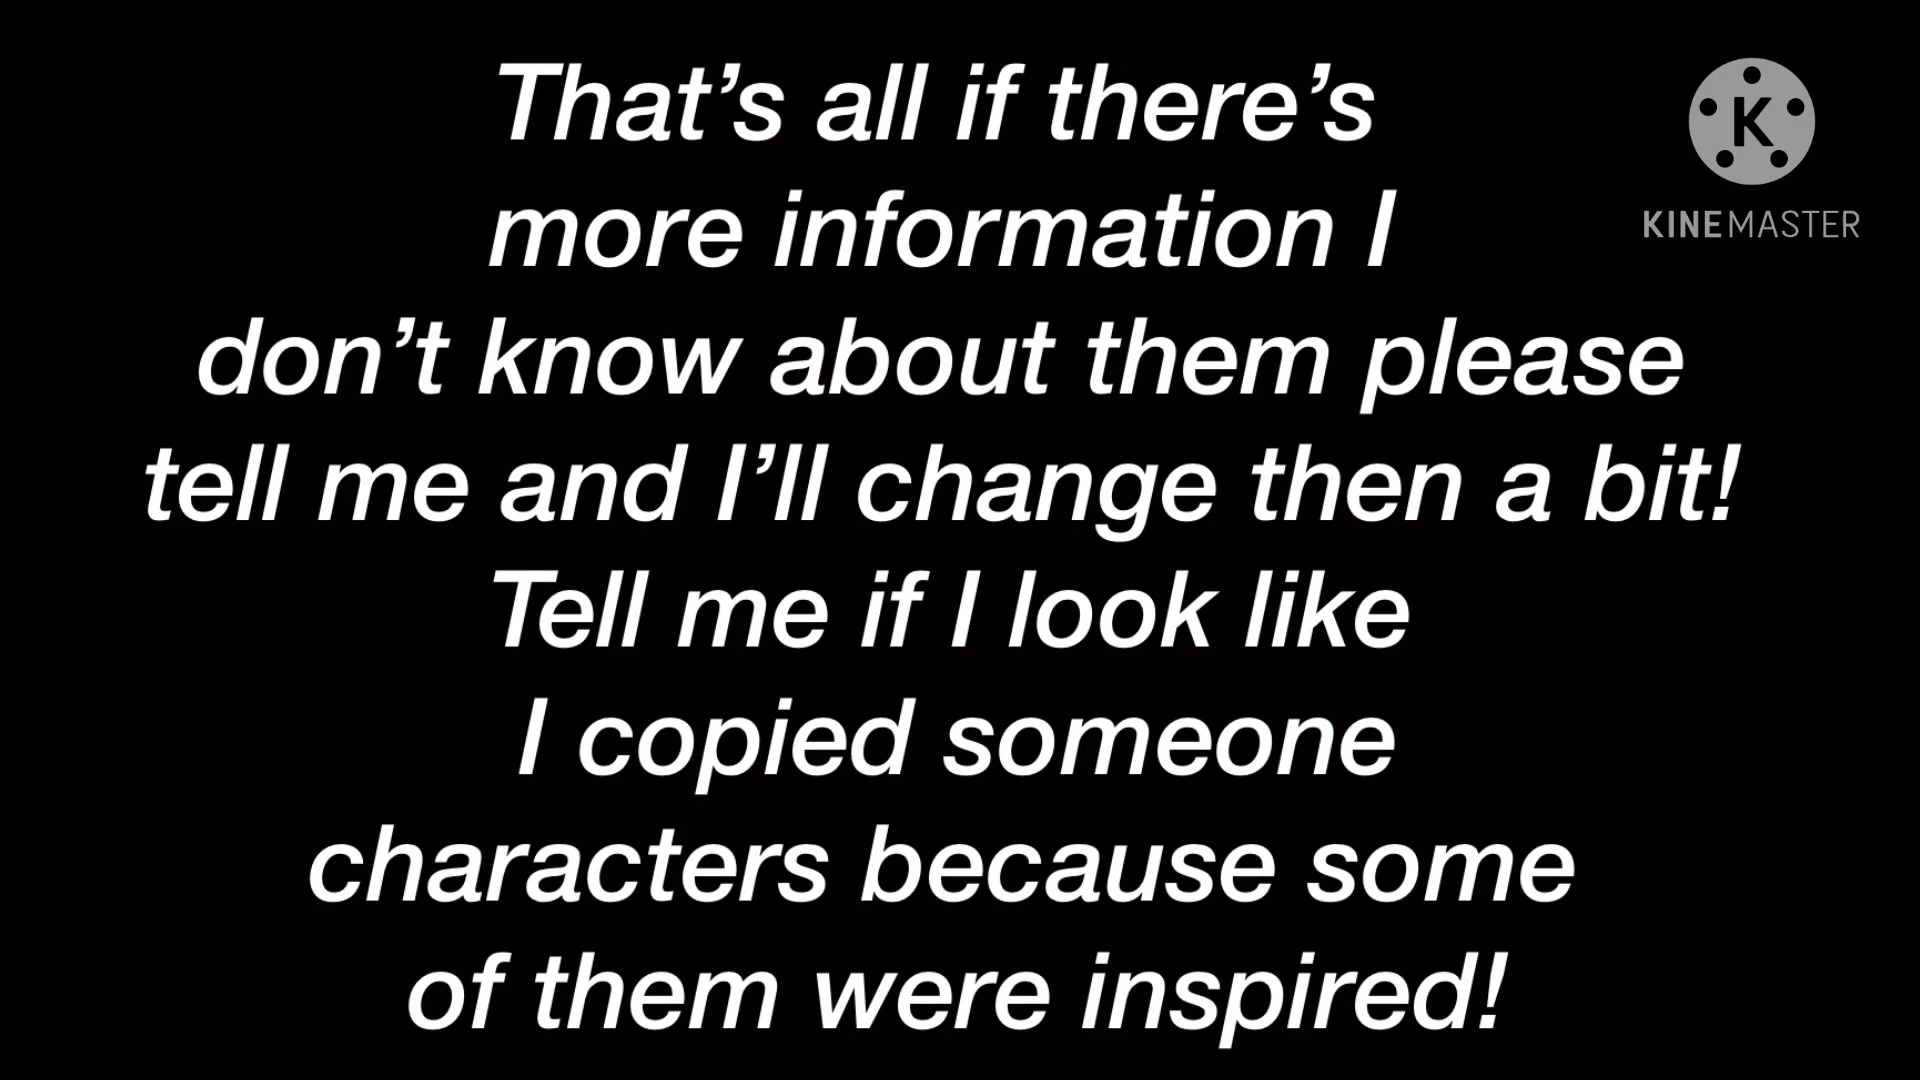 That’s all if there’s
more information I
don’t know about them please
tell me and I’ll change then a bit!
Tell me if I look like
I copied someone
characters because some
of them were inspired!
K
KINEMASTER